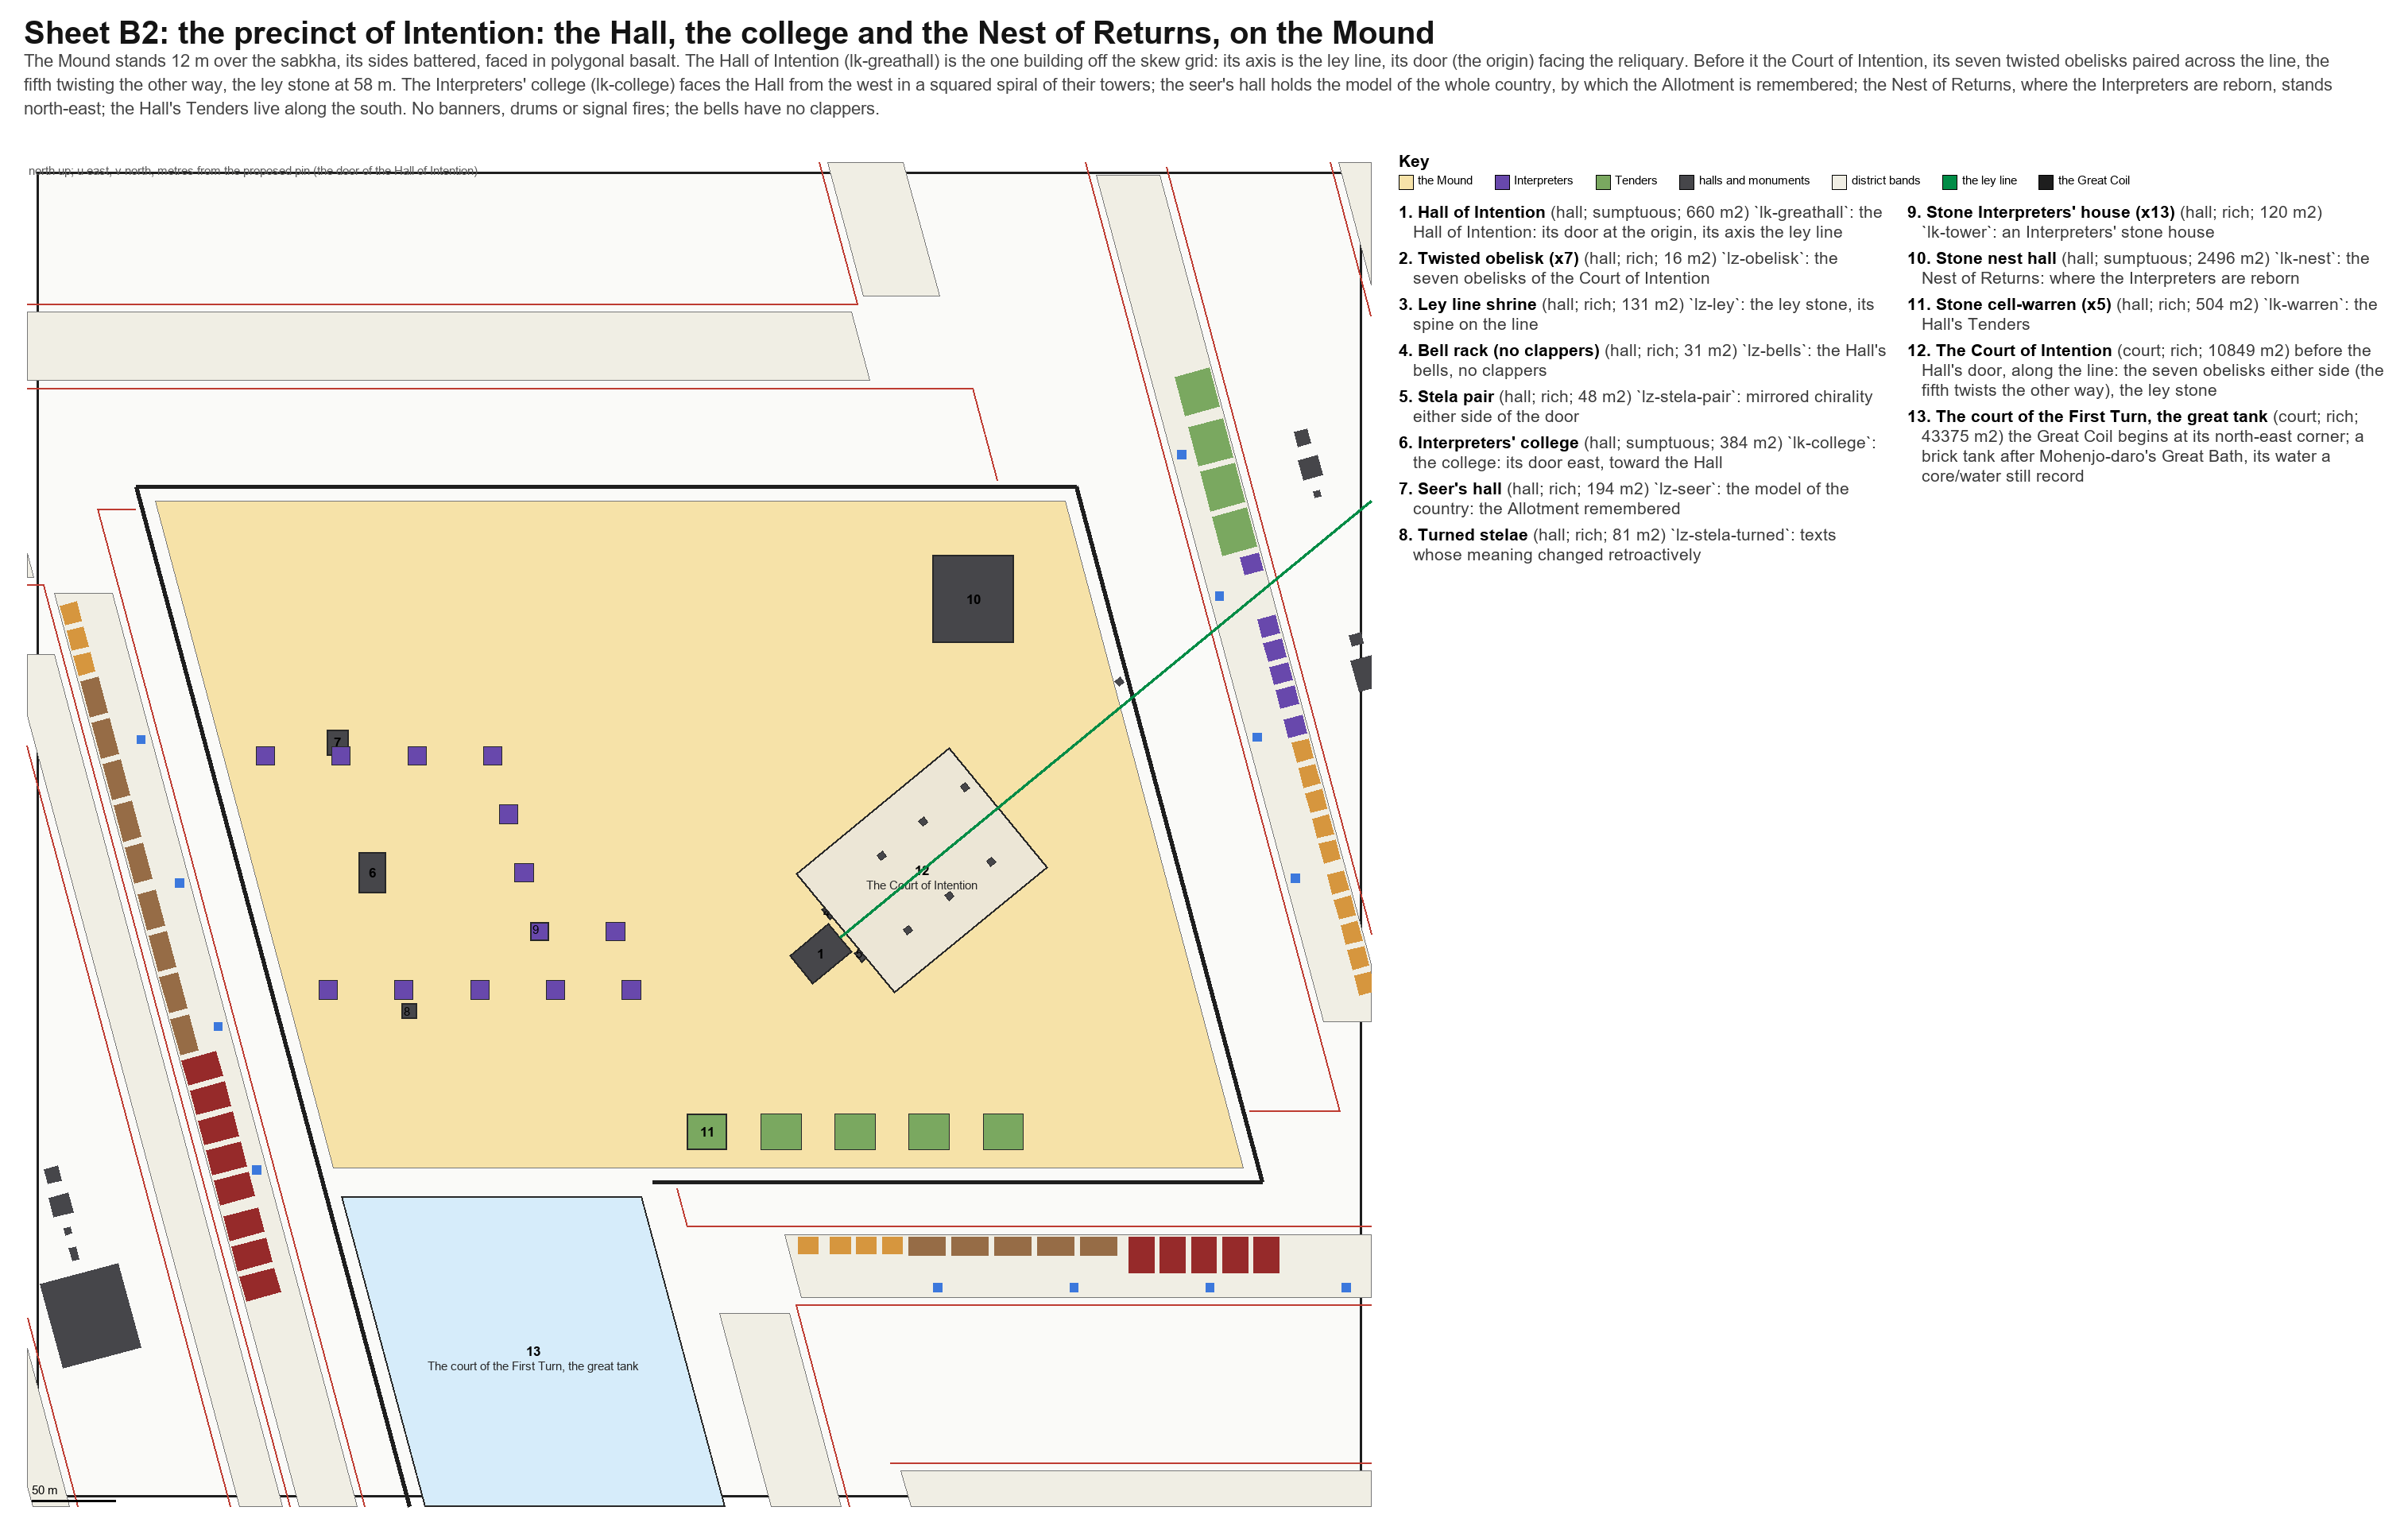 Sheet B2: the precinct of Intention: the Hall, the college and the Nest of Returns, on the Mound
The Mound stands 12 m over the sabkha, its sides battered, faced in polygonal basalt. The Hall of Intention (lk-greathall) is the one building off the skew grid: its axis is the ley line, its door (the origin) facing the reliquary. Before it the Court of Intention, its seven twisted obelisks paired across the line, the
fifth twisting the other way, the ley stone at 58 m. The Interpreters' college (lk-college) faces the Hall from the west in a squared spiral of their towers; the seer's hall holds the model of the whole country, by which the Allotment is remembered; the Nest of Returns, where the Interpreters are reborn, stands
north-east; the Hall's Tenders live along the south. No banners, drums or signal fires; the bells have no clappers.
north up; u east, v north, metres from the proposed pin (the door of the Hall of Intention)
10
7
6
12
The Court of Intention
9
1
8
11
13
The court of the First Turn, the great tank
50 m
Key
the Mound
Interpreters
Tenders
halls and monuments
district bands
the ley line
the Great Coil
1. Hall of Intention (hall; sumptuous; 660 m2) `lk-greathall`: the
Hall of Intention: its door at the origin, its axis the ley line
2. Twisted obelisk (x7) (hall; rich; 16 m2) `lz-obelisk`: the
seven obelisks of the Court of Intention
3. Ley line shrine (hall; rich; 131 m2) `lz-ley`: the ley stone, its
spine on the line
4. Bell rack (no clappers) (hall; rich; 31 m2) `lz-bells`: the Hall's
bells, no clappers
5. Stela pair (hall; rich; 48 m2) `lz-stela-pair`: mirrored chirality
either side of the door
6. Interpreters' college (hall; sumptuous; 384 m2) `lk-college`:
the college: its door east, toward the Hall
7. Seer's hall (hall; rich; 194 m2) `lz-seer`: the model of the
country: the Allotment remembered
8. Turned stelae (hall; rich; 81 m2) `lz-stela-turned`: texts
whose meaning changed retroactively
9. Stone Interpreters' house (x13) (hall; rich; 120 m2)
`lk-tower`: an Interpreters' stone house
10. Stone nest hall (hall; sumptuous; 2496 m2) `lk-nest`: the
Nest of Returns: where the Interpreters are reborn
11. Stone cell-warren (x5) (hall; rich; 504 m2) `lk-warren`: the
Hall's Tenders
12. The Court of Intention (court; rich; 10849 m2) before the
Hall's door, along the line: the seven obelisks either side (the
fifth twists the other way), the ley stone
13. The court of the First Turn, the great tank (court; rich;
43375 m2) the Great Coil begins at its north-east corner; a
brick tank after Mohenjo-daro's Great Bath, its water a
core/water still record